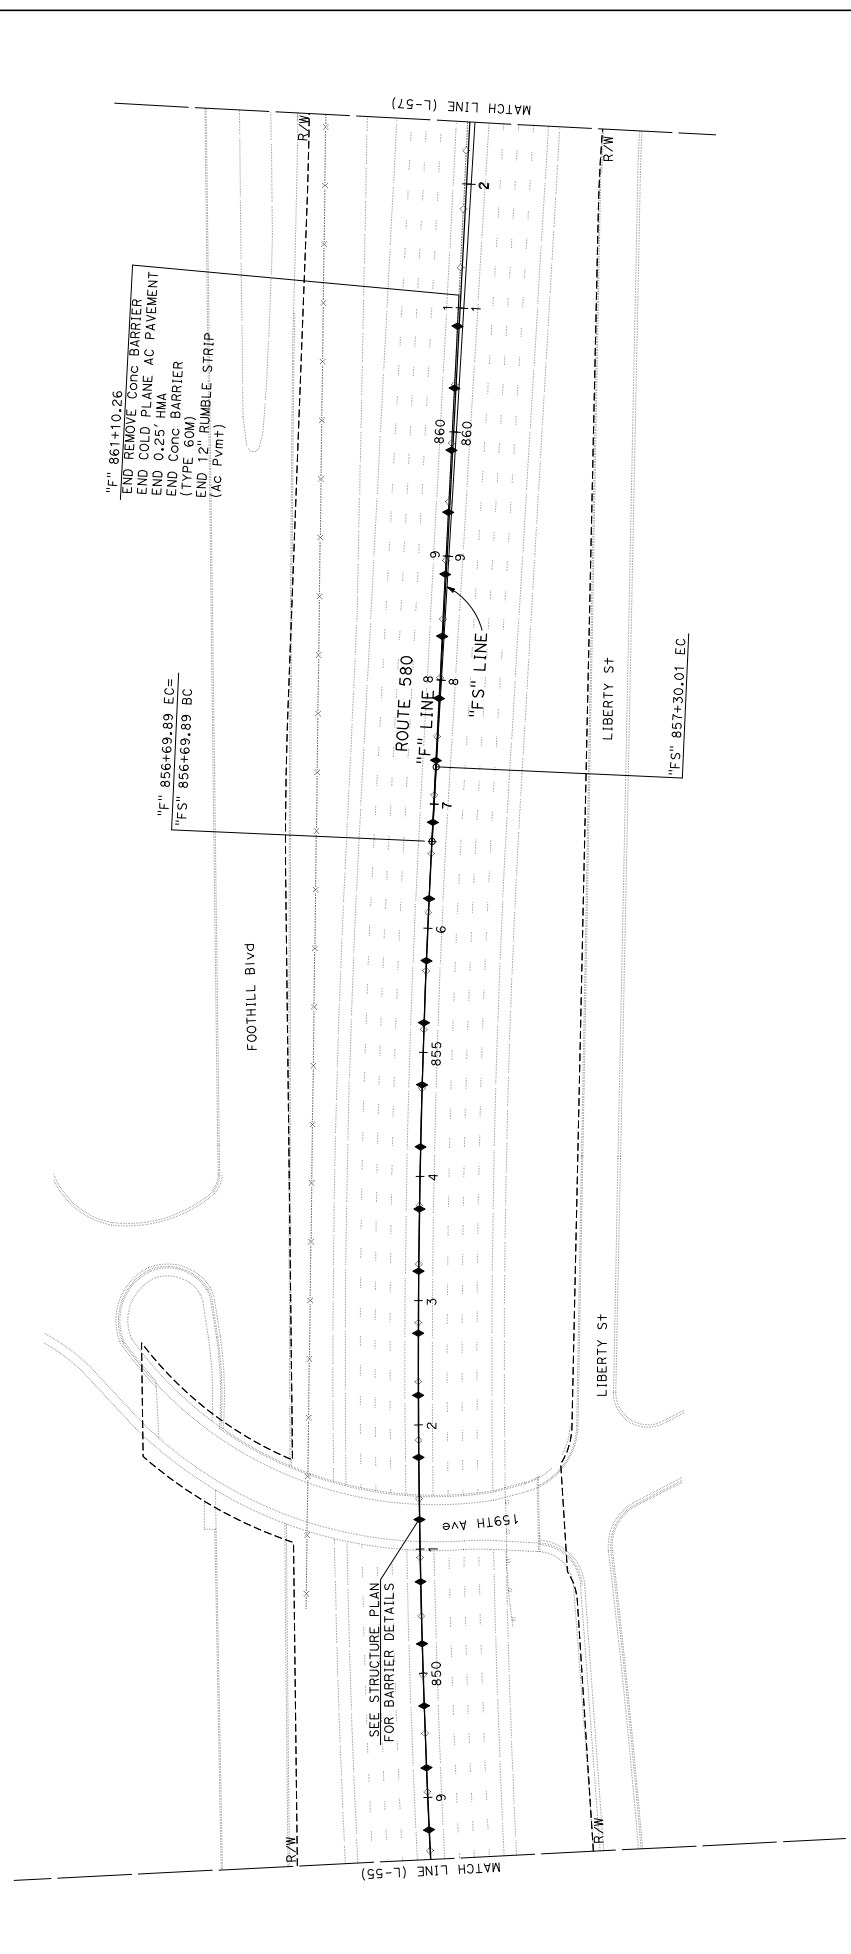 MATCH LINE (L-57)
R/W
R/W
2
"F" 861+10.26
END REMOVE Conc BARRIER
END COLD PLANE AC PAVEMENT
END 0.25' HMA
END Conc BARRIER
(TYPE 60M)
END 12" RUMBLE STRIP
(Ac Pvmt)
1
1
860
860
9
9
"FS" LINE
ROUTE 580
"F" LINE
8
8
LIBERTY St
"F" 856+69.89 EC=
"FS" 856+69.89 BC
"FS" 857+30.01 EC
7
6
FOOTHILL Blvd
855
4
3
LIBERTY St
2
159TH Ave
1
SEE STRUCTURE PLAN
FOR BARRIER DETAILS
850
9
R/W
R/W
MATCH LINE (L-55)